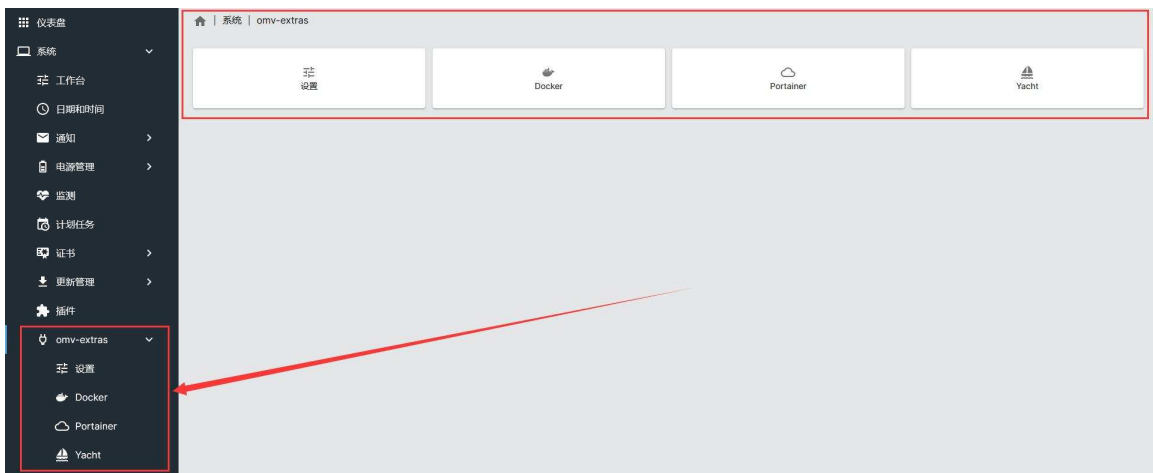 仪表盘
系统
工作台
日期和时间
通知
电源管理
监测
计划任务
证书
更新管理
插件
omv-extras
设置
Docker
Portainer
Yacht
| 系统 | omv-extras
设置
Docker
Portainer
Yacht